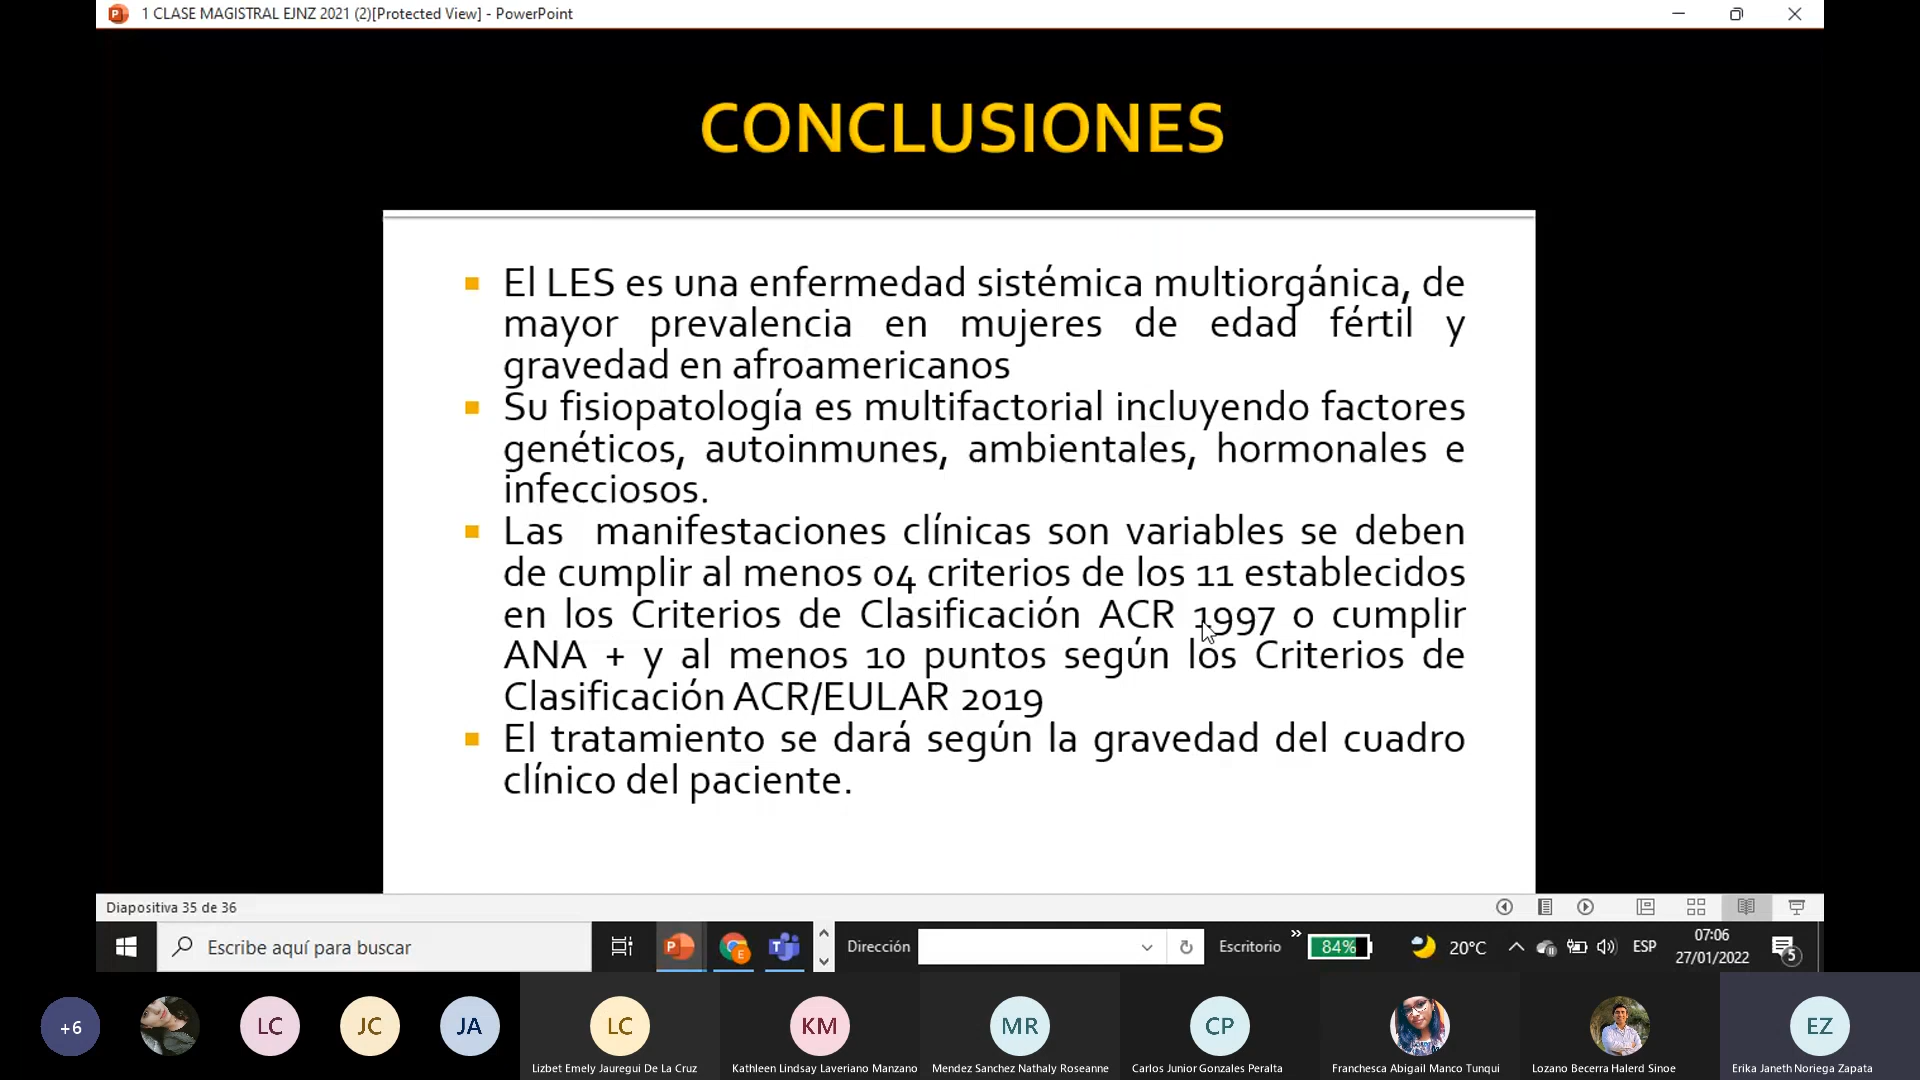 1 CLASE MAGISTRAL EJNZ 2021 (2)[Protected View] - PowerPoint
CONCLUSIONES
El LES es una enfermedad sistémica multiorgánica, de
mayor prevalencia en mujeres de edad fértil y
gravedad en afroamericanos
Su fisiopatología es multifactorial incluyendo factores
genéticos, autoinmunes, ambientales, hormonales e
infecciosos.
Las manifestaciones clínicas son variables se deben
de cumplir al menos 04 criterios de los 11 establecidos
en los Criterios de Clasificación ACR 1997 o cumplir
ANA + y al menos 10 puntos según los Criterios de
Clasificación ACR/EULAR 2019
El tratamiento se dará según la gravedad del cuadro
clínico del paciente.
Diapositiva 35 de 36
Escribe aquí para buscar
Dirección
Escritorio
84%
20°C
ESP
07:06
27/01/2022
5
+6
LC
JC
JA
LC
KM
MR
CP
EZ
Lizbet Emely Jauregui De La Cruz
Kathleen Lindsay Laveriano Manzano
Mendez Sanchez Nathaly Roseanne
Carlos Junior Gonzales Peralta
Franchesca Abigail Manco Tunqui
Lozano Becerra Halerd Sinoe
Erika Janeth Noriega Zapata